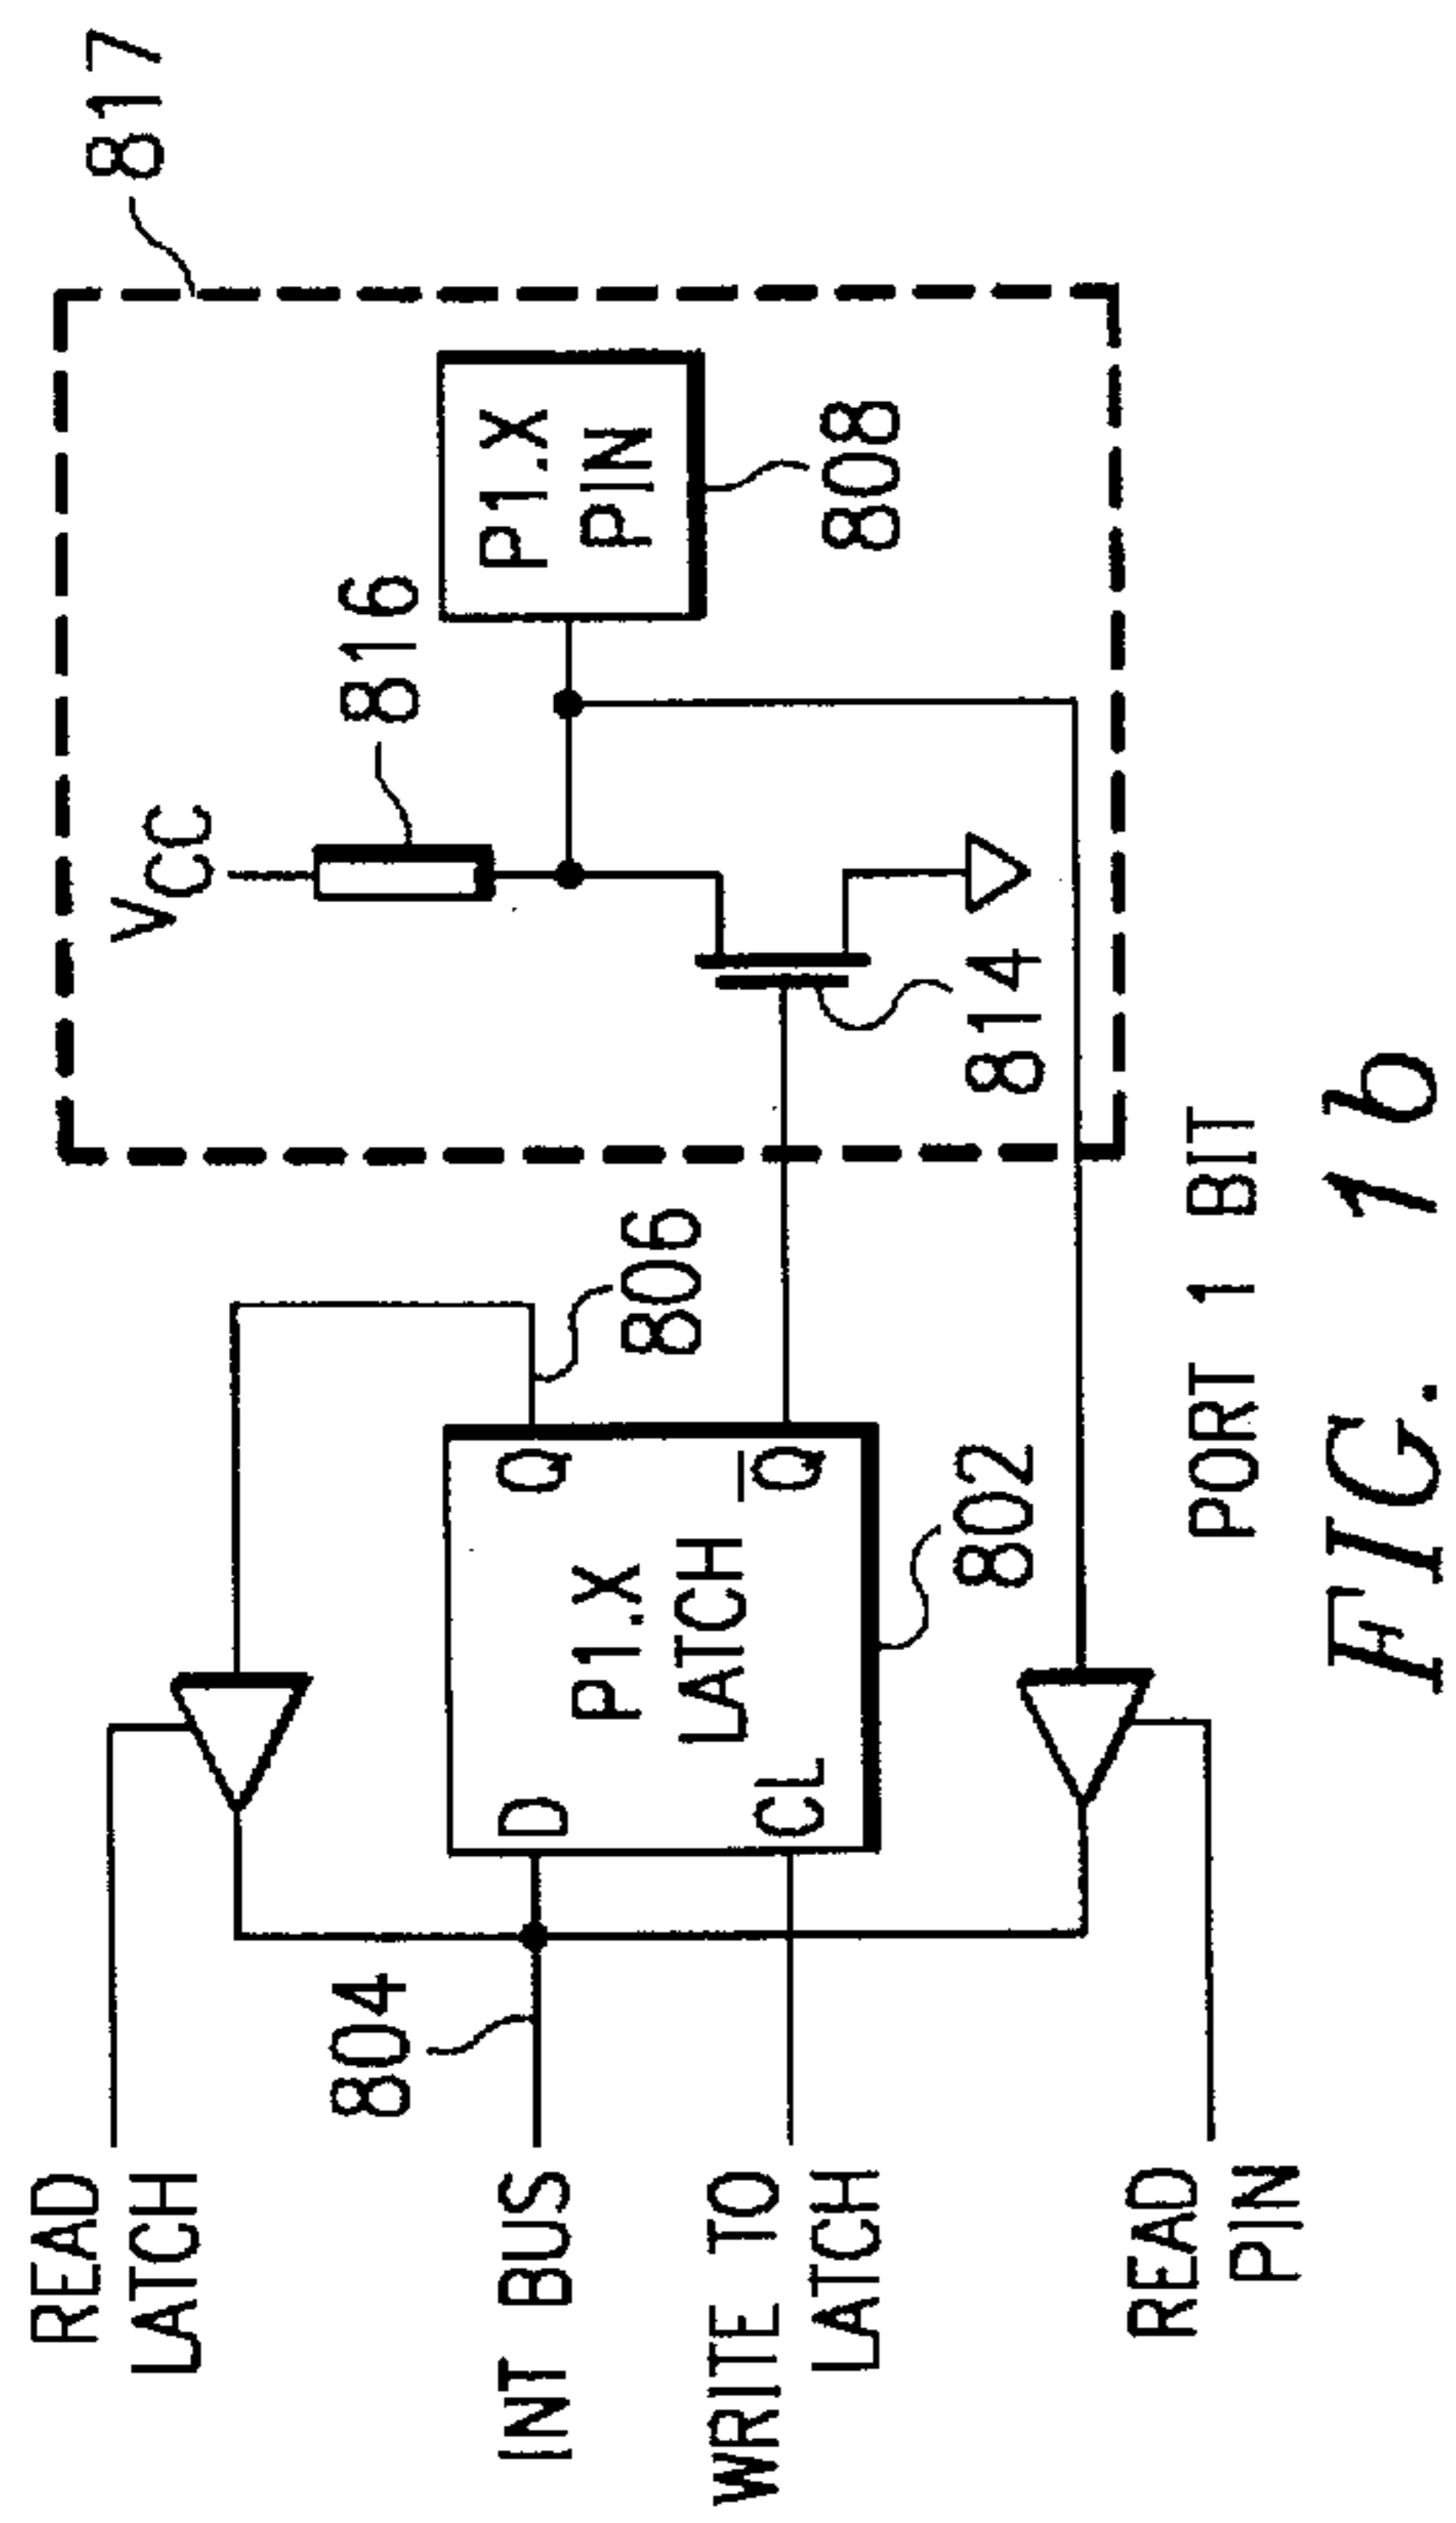 817
V_CC
816
P1.X
PIN
808
814
READ
LATCH
806
804
INT BUS
D
Q
P1.X
LATCH
CL
Q̅
802
WRITE TO
LATCH
READ
PIN
PORT 1 BIT
FIG. 1b